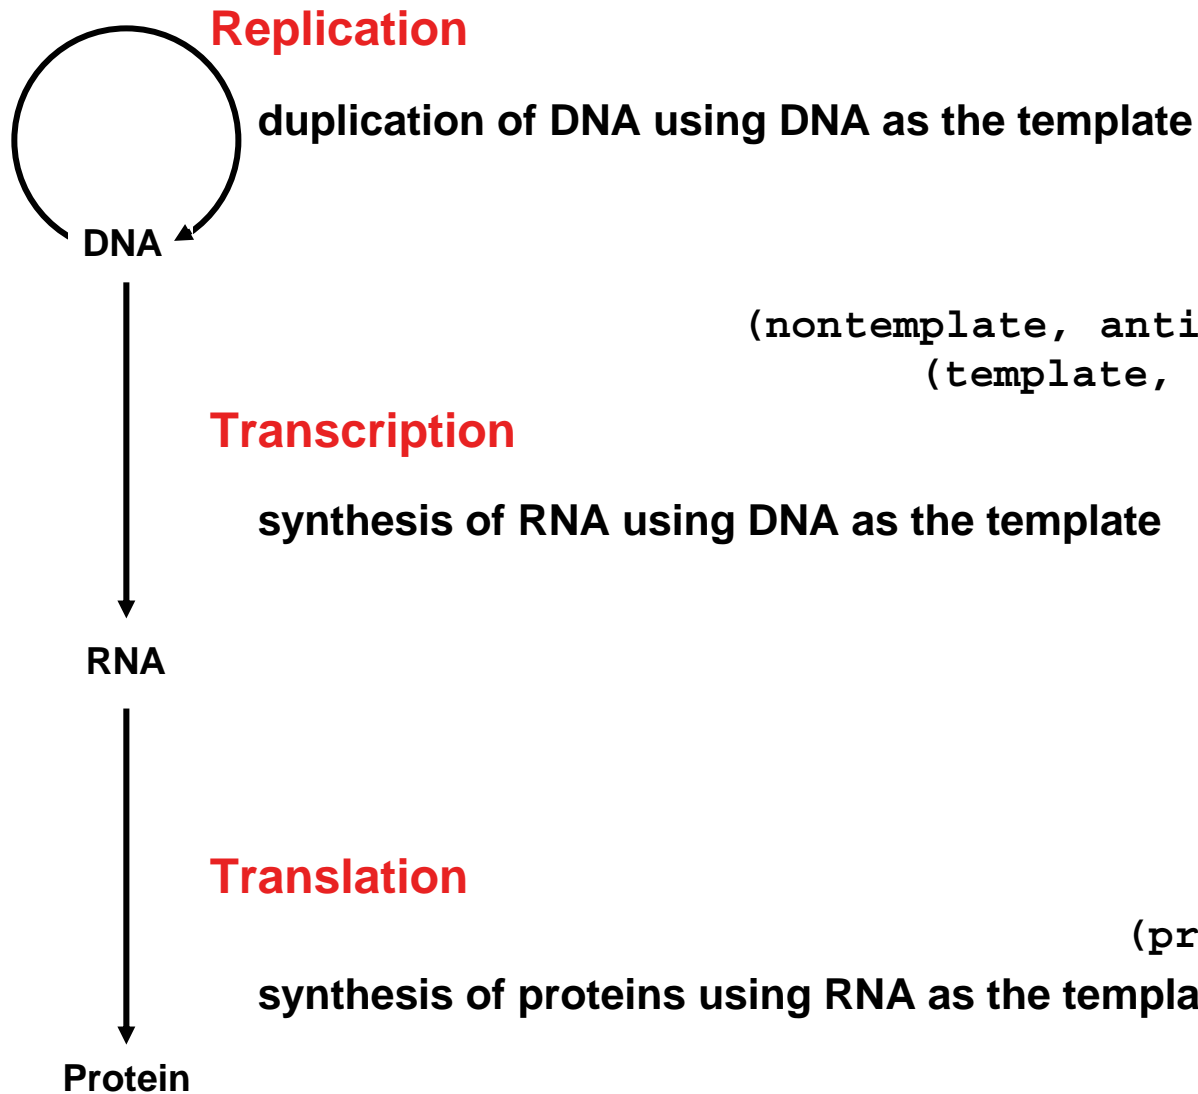 Replication
duplication of DNA using DNA as the template
DNA
(nontemplate, anti
(template,
Transcription
synthesis of RNA using DNA as the template
RNA
Translation
(pr
synthesis of proteins using RNA as the templa
Protein